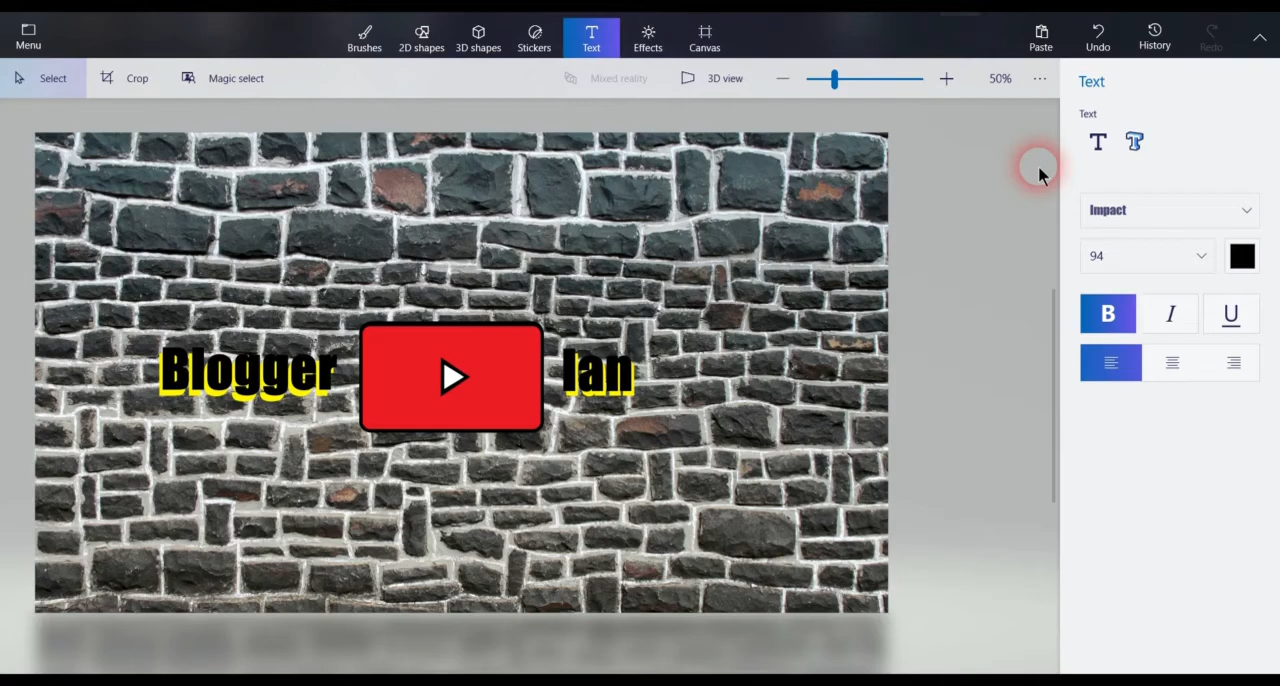 Menu
Brushes
2D shapes
3D shapes
Stickers
Text
Effects
Canvas
Paste
Undo
History
Redo
Select
Crop
Magic select
Mixed reality
3D view
50%
Text
Text
Impact
94
B I U
Blogger Ian